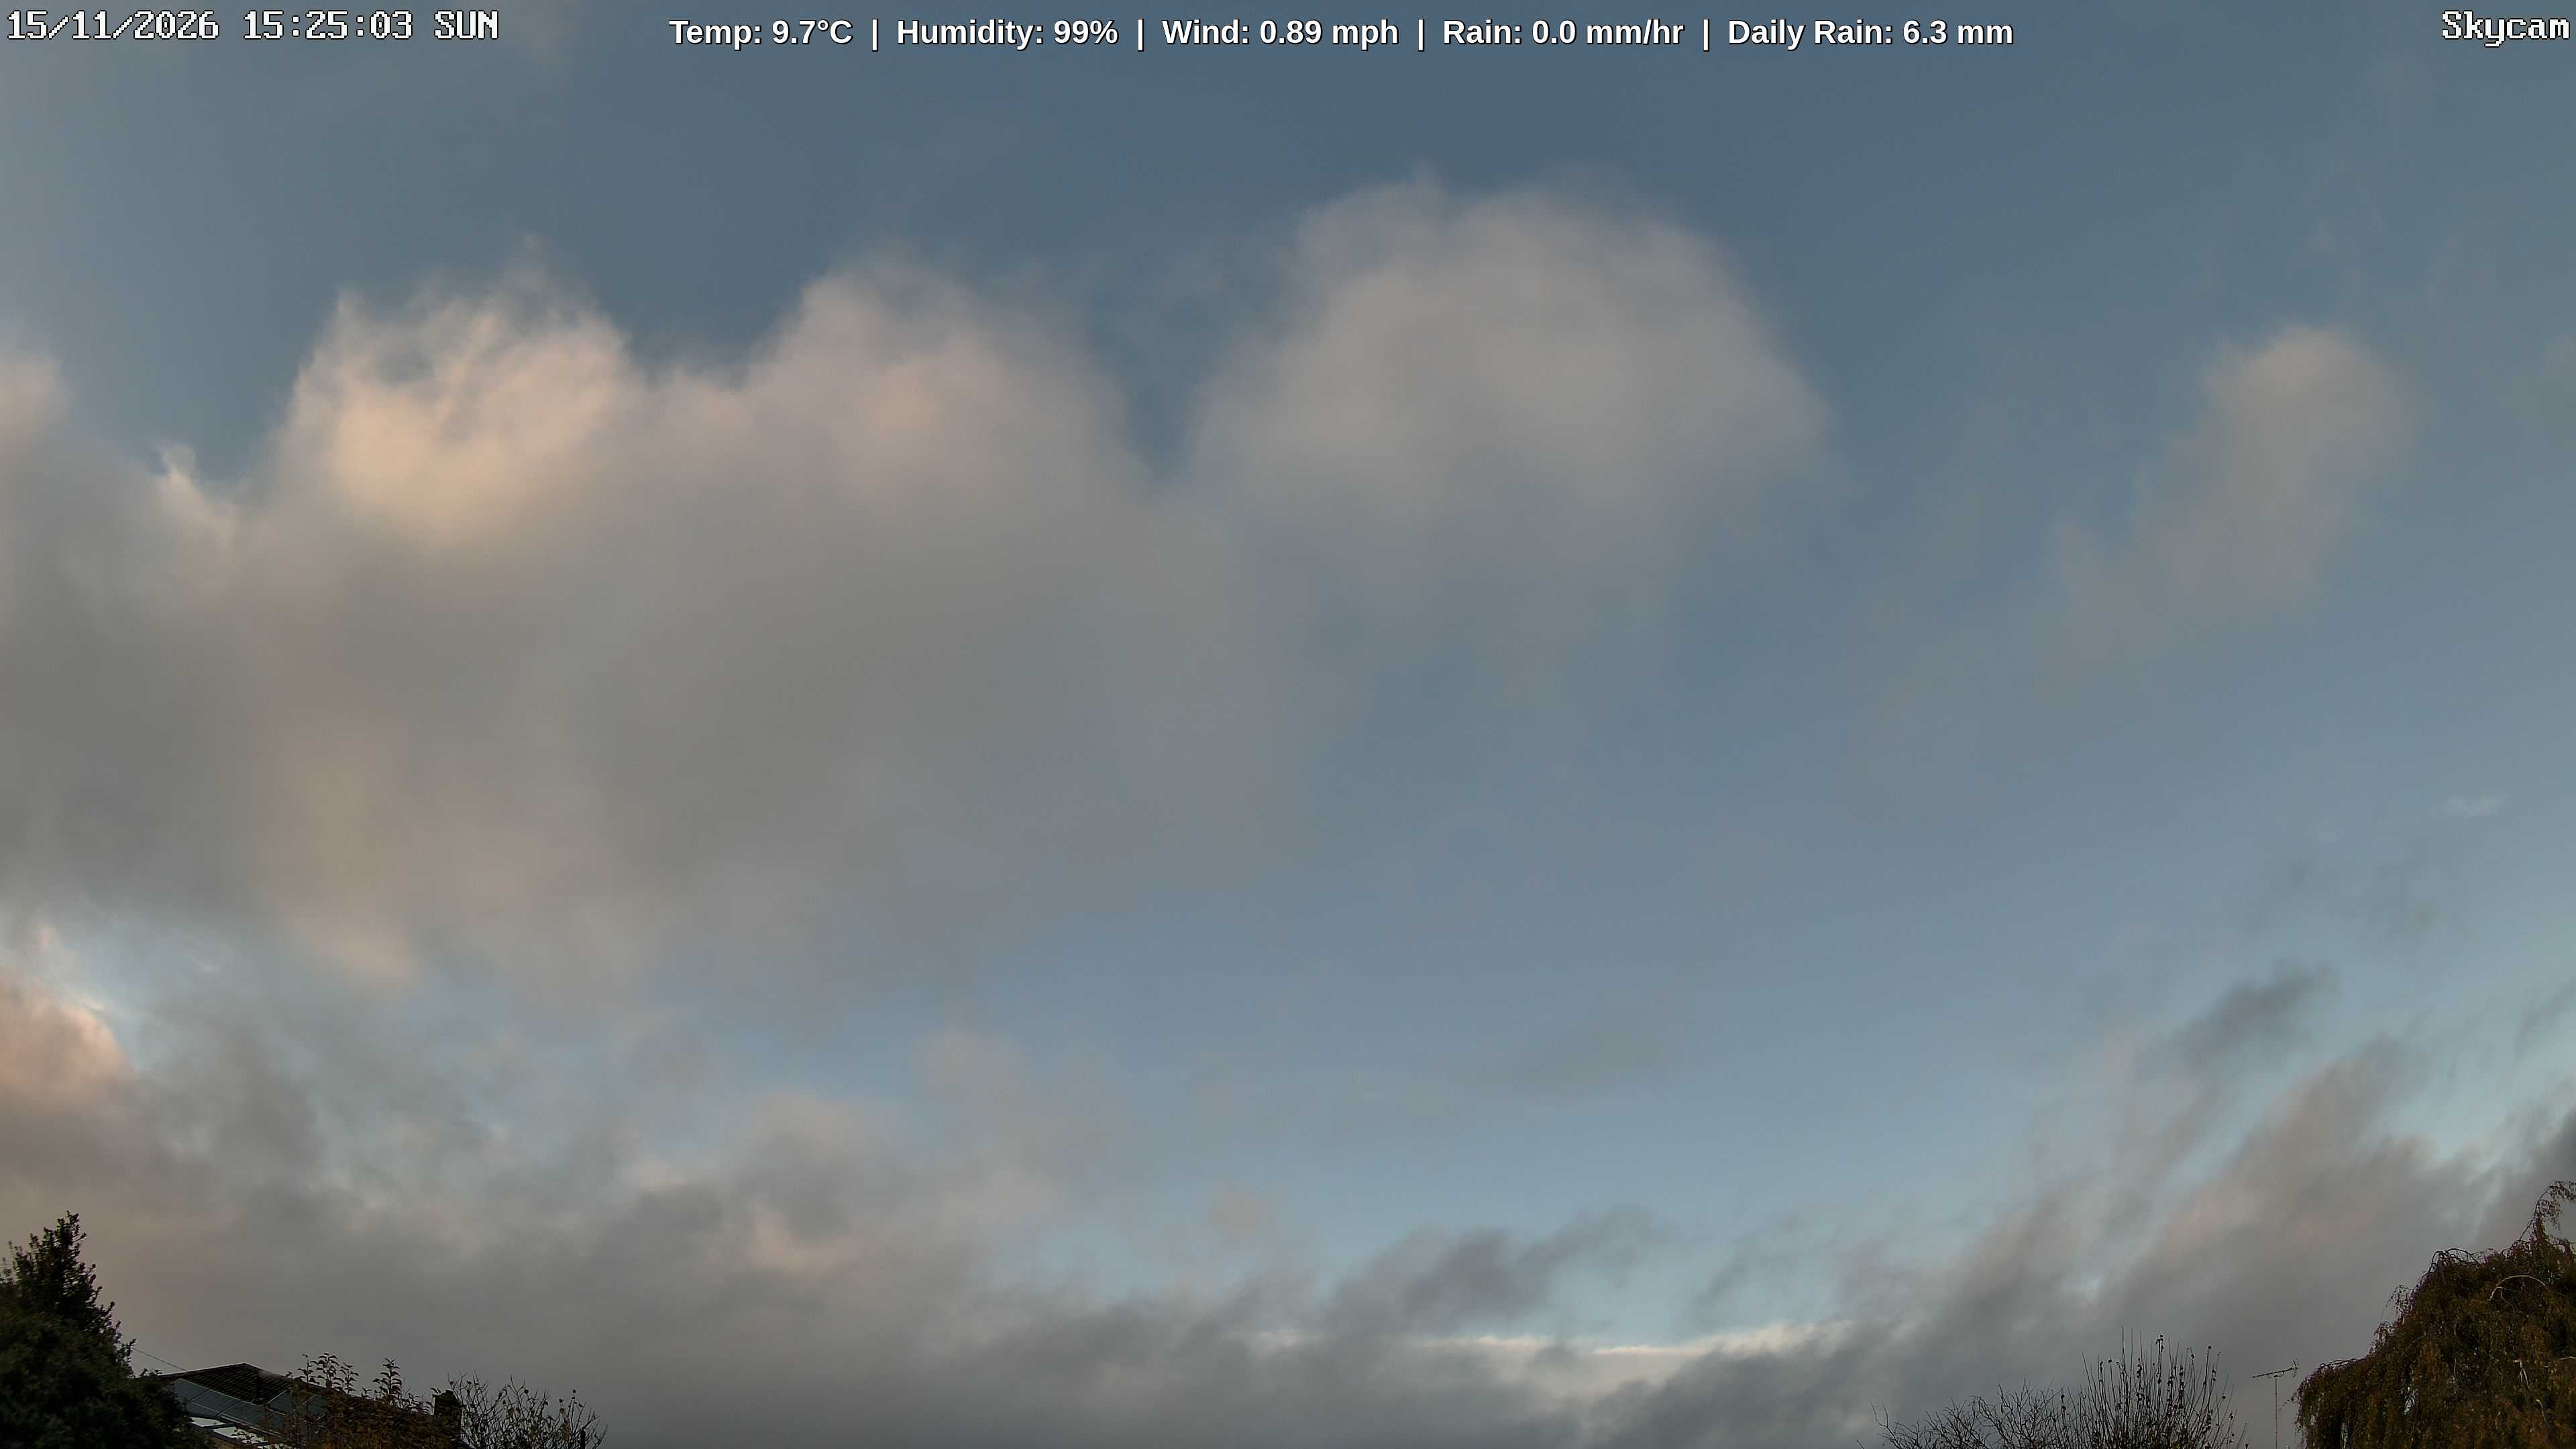 15/11/2026 15:25:03 SUN
Temp: 9.7°C | Humidity: 99% | Wind: 0.89 mph | Rain: 0.0 mm/hr | Daily Rain: 6.3 mm
Skycam